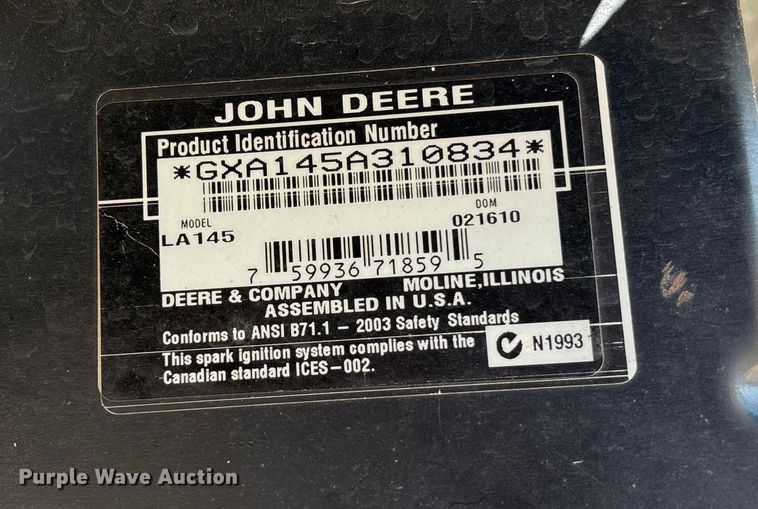 JOHN DEERE
Product Identification Number
*GXA145A310834*
MODEL
DOM
LA145
021610
7 59936 71859 5
DEERE & COMPANY MOLINE,ILLINOIS
ASSEMBLED IN U.S.A.
Conforms to ANSI B71.1 – 2003 Safety Standards
This spark ignition system complies with the
Canadian standard ICES–002.
N1993
Purple Wave Auction